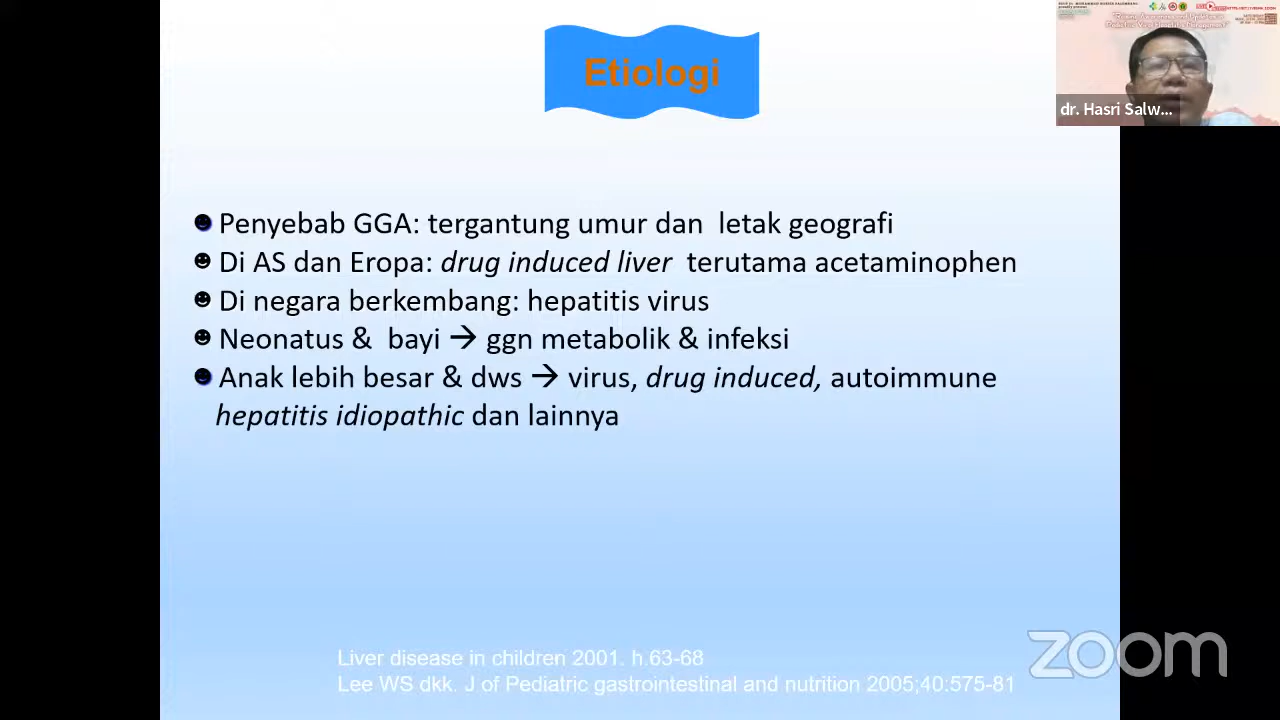 Etiologi
dr. Hasri Salw...
Penyebab GGA: tergantung umur dan letak geografi
Di AS dan Eropa: drug induced liver terutama acetaminophen
Di negara berkembang: hepatitis virus
Neonatus & bayi → ggn metabolik & infeksi
Anak lebih besar & dws → virus, drug induced, autoimmune
hepatitis idiopathic dan lainnya
Liver disease in children 2001. h.63-68
Lee WS dkk. J of Pediatric gastrointestinal and nutrition 2005;40:575-81
zoom